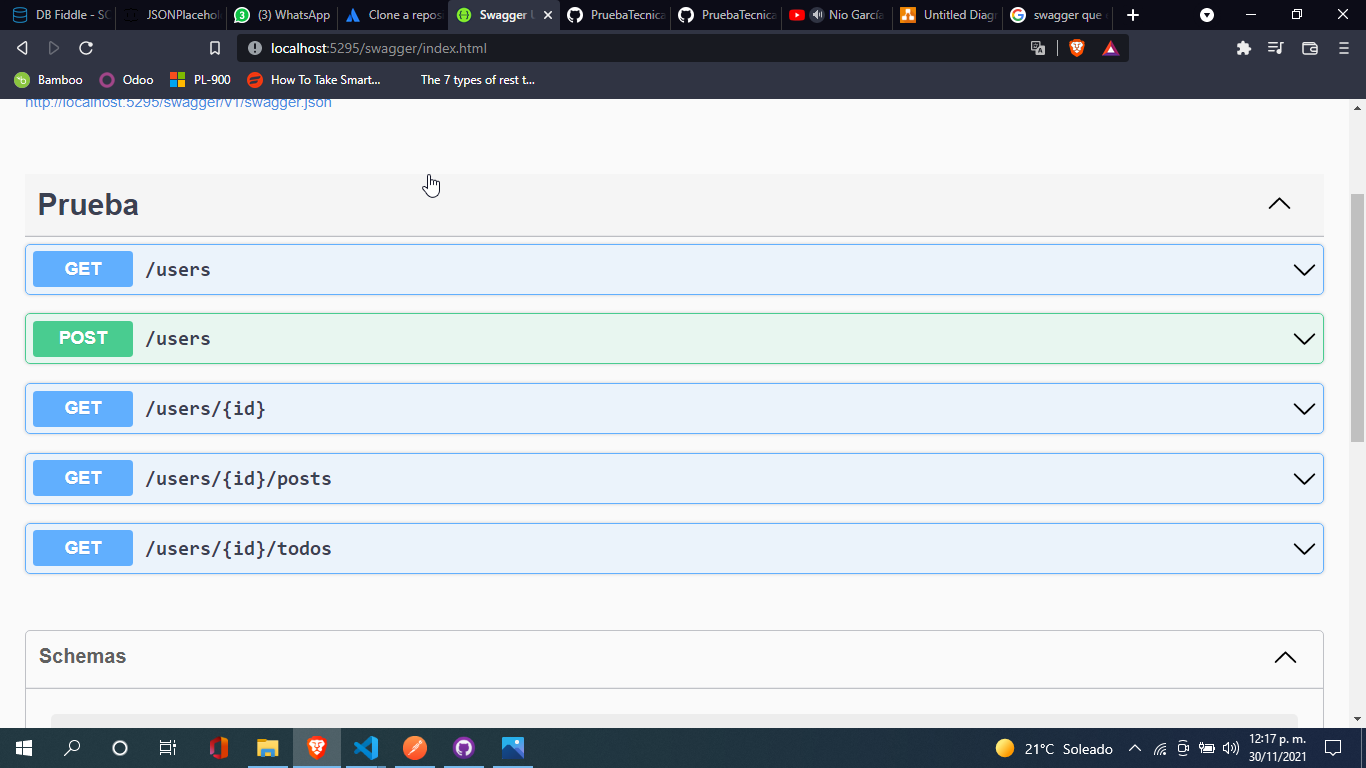 DB Fiddle - SC
JSONPlacehol
(3) WhatsApp
Clone a repos
Swagger U
PruebaTecnica
PruebaTecnica
Nio García
Untitled Diagr
swagger que
localhost:5295/swagger/index.html
Bamboo
Odoo
PL-900
How To Take Smart...
The 7 types of rest t...
http://localhost:5295/swagger/v1/swagger.json
Prueba
GET /users
POST /users
GET /users/{id}
GET /users/{id}/posts
GET /users/{id}/todos
Schemas
21°C Soleado
12:17 p. m.
30/11/2021